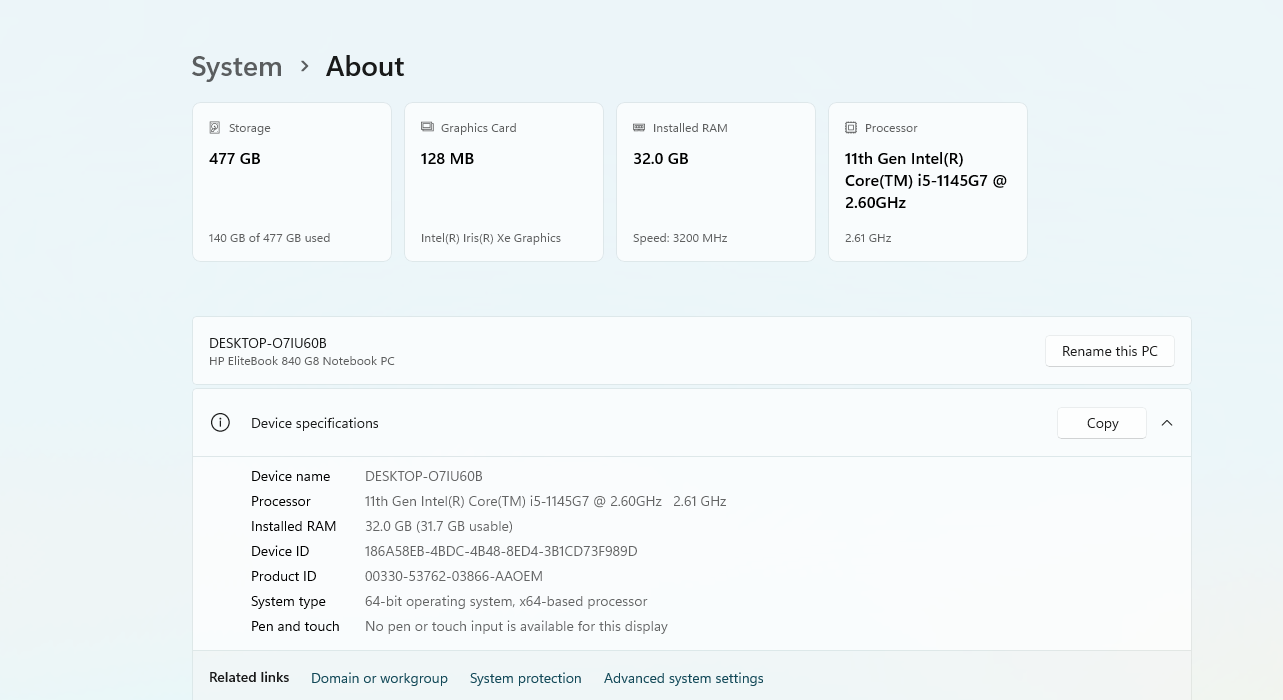 System > About
Storage
477 GB
140 GB of 477 GB used
Graphics Card
128 MB
Intel(R) Iris(R) Xe Graphics
Installed RAM
32.0 GB
Speed: 3200 MHz
Processor
11th Gen Intel(R)
Core(TM) i5-1145G7 @
2.60GHz
2.61 GHz
DESKTOP-O7IU60B
HP EliteBook 840 G8 Notebook PC
Rename this PC
Device specifications
Copy
Device name DESKTOP-O7IU60B
Processor 11th Gen Intel(R) Core(TM) i5-1145G7 @ 2.60GHz 2.61 GHz
Installed RAM 32.0 GB (31.7 GB usable)
Device ID 186A58EB-4BDC-4B48-8ED4-3B1CD73F989D
Product ID 00330-53762-03866-AAOEM
System type 64-bit operating system, x64-based processor
Pen and touch No pen or touch input is available for this display
Related links Domain or workgroup System protection Advanced system settings